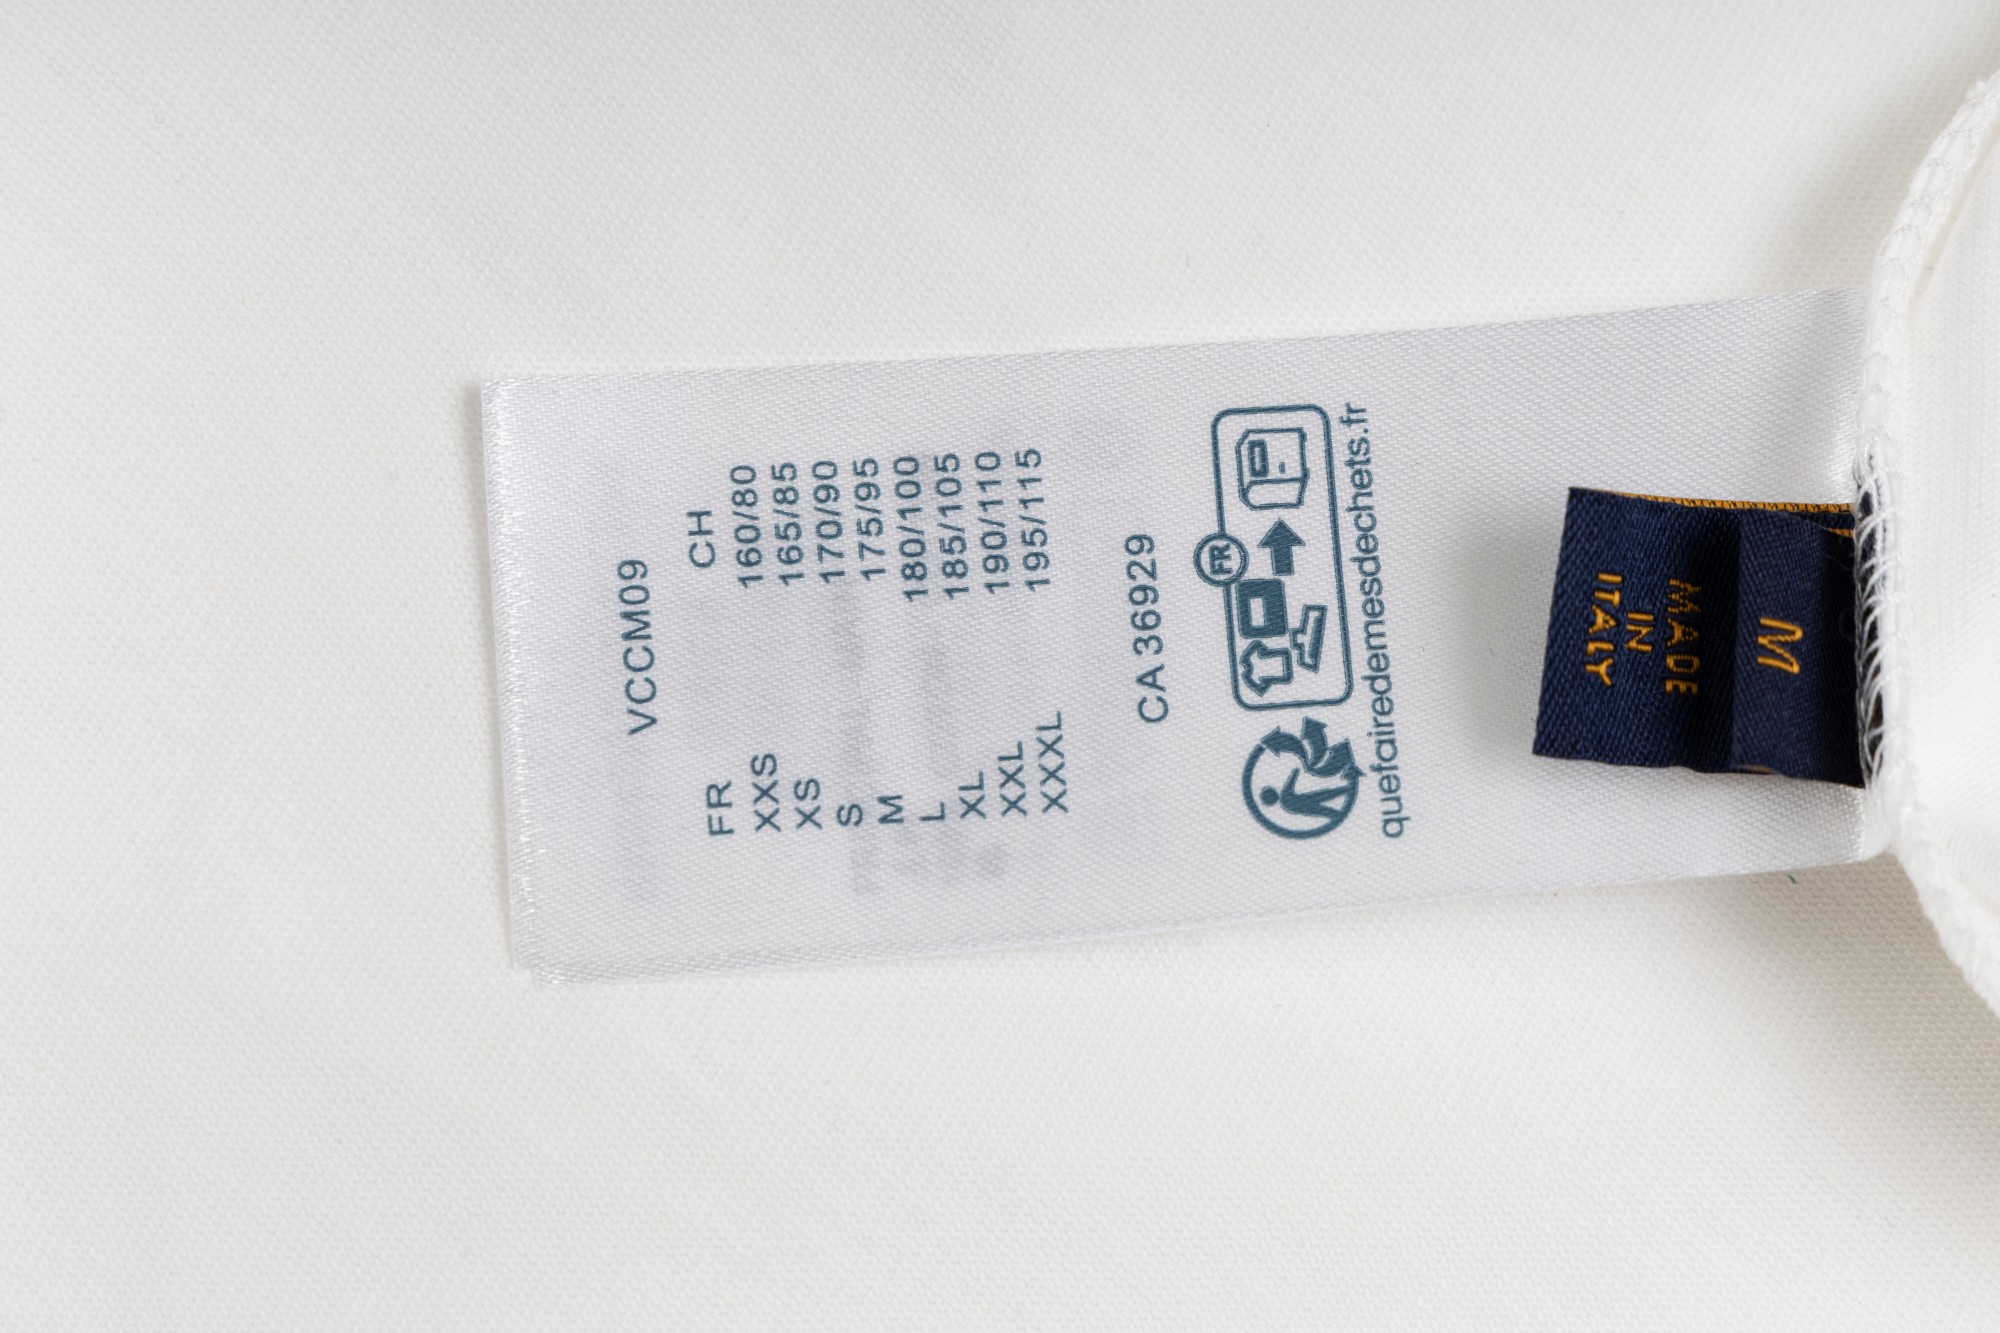 VCCM09
FR CH
XXS 160/80
XS 165/85
S 170/90
M 175/95
L 180/100
XL 185/105
XXL 190/110
XXXL 195/115
CA 36929
FR
quefairedemesdechets.fr
M
MADE
IN
ITALY